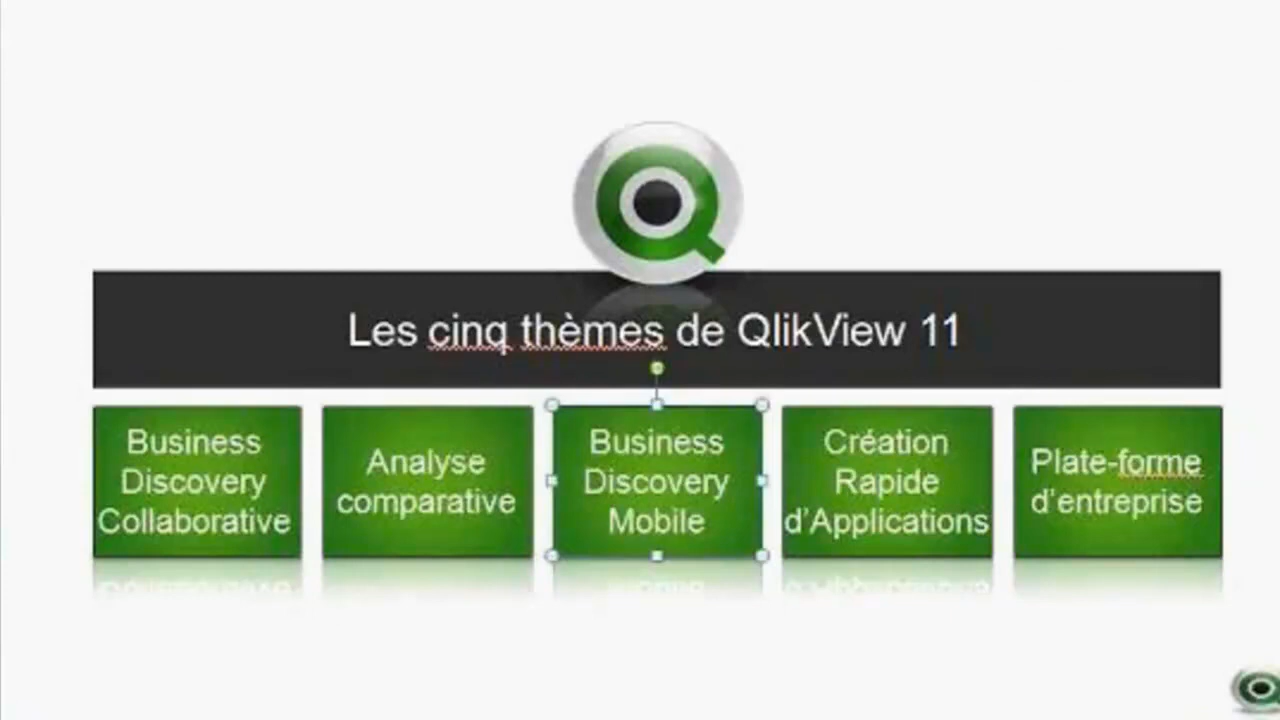 Les cinq thèmes de QlikView 11
Business
Discovery
Collaborative
Analyse
comparative
Business
Discovery
Mobile
Création
Rapide
d’Applications
Plate-forme
d’entreprise